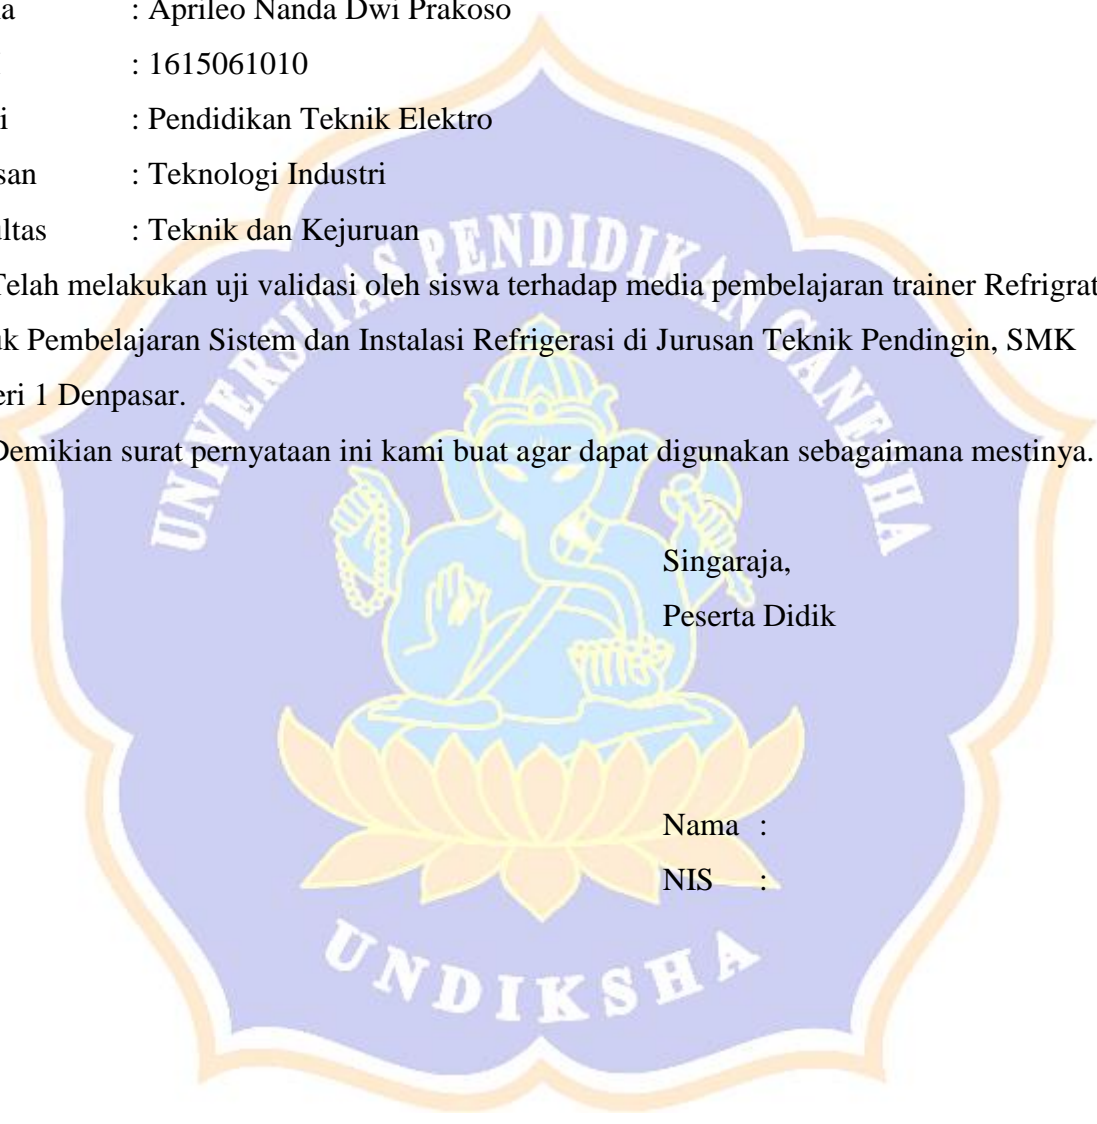 a : Aprileo Nanda Dwi Prakoso
: 1615061010
i : Pendidikan Teknik Elektro
san : Teknologi Industri
ultas : Teknik dan Kejuruan
Telah melakukan uji validasi oleh siswa terhadap media pembelajaran trainer Refrigrat
uk Pembelajaran Sistem dan Instalasi Refrigerasi di Jurusan Teknik Pendingin, SMK
eri 1 Denpasar.
Demikian surat pernyataan ini kami buat agar dapat digunakan sebagaimana mestinya.
Singaraja,
Peserta Didik
Nama :
NIS :
UNIVERSITAS PENDIDIKAN GANESHA
UNDIKSHA